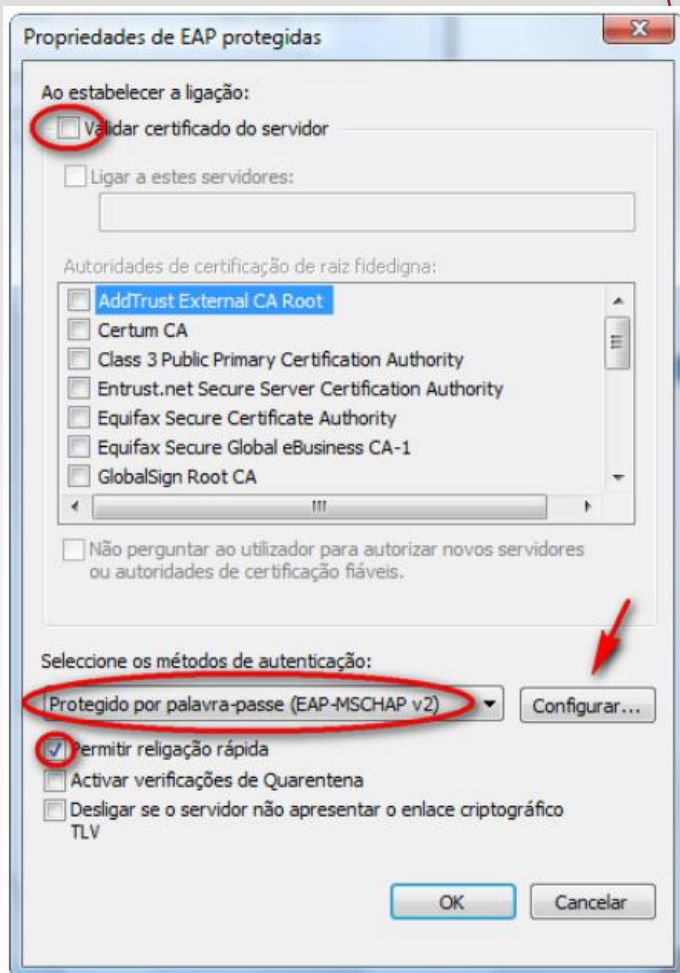 Propriedades de EAP protegidas
Ao estabelecer a ligação:
Validar certificado do servidor
Ligar a estes servidores:
Autoridades de certificação de raiz fidedigna:
AddTrust External CA Root
Certum CA
Class 3 Public Primary Certification Authority
Entrust.net Secure Server Certification Authority
Equifax Secure Certificate Authority
Equifax Secure Global eBusiness CA-1
GlobalSign Root CA
Não perguntar ao utilizador para autorizar novos servidores
ou autoridades de certificação fiáveis.
Seleccione os métodos de autenticação:
Protegido por palavra-passe (EAP-MSCHAP v2)
Configurar...
Permitir religação rápida
Activar verificações de Quarentena
Desligar se o servidor não apresentar o enlace criptográfico
TLV
OK
Cancelar